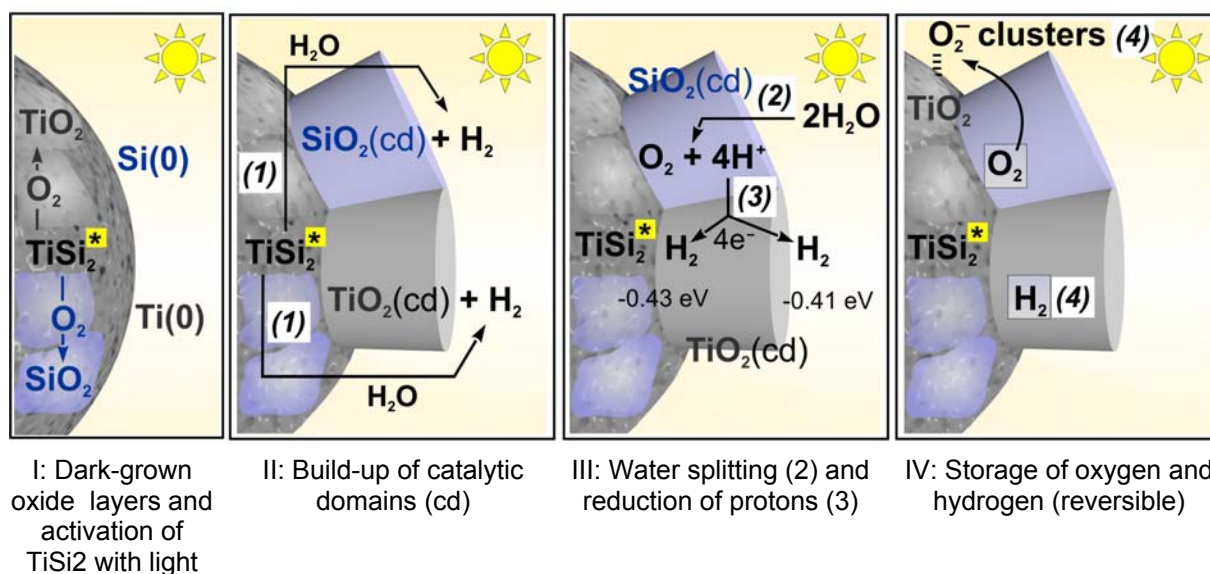 TiO₂
O₂
Si(0)
TiSi₂*
O₂
Ti(0)
SiO₂
H₂O
SiO₂(cd) + H₂
(1)
TiSi₂*
TiO₂(cd) + H₂
(1)
H₂O
SiO₂(cd) (2)
2H₂O
O₂ + 4H⁺
(3)
TiSi₂* H₂ 4e⁻ H₂
-0.43 eV -0.41 eV
TiO₂(cd)
O₂⁻ clusters (4)
TiO₂
O₂
TiSi₂*
H₂ (4)
I: Dark-grown
oxide layers and
activation of
TiSi2 with light
II: Build-up of catalytic
domains (cd)
III: Water splitting (2) and
reduction of protons (3)
IV: Storage of oxygen and
hydrogen (reversible)